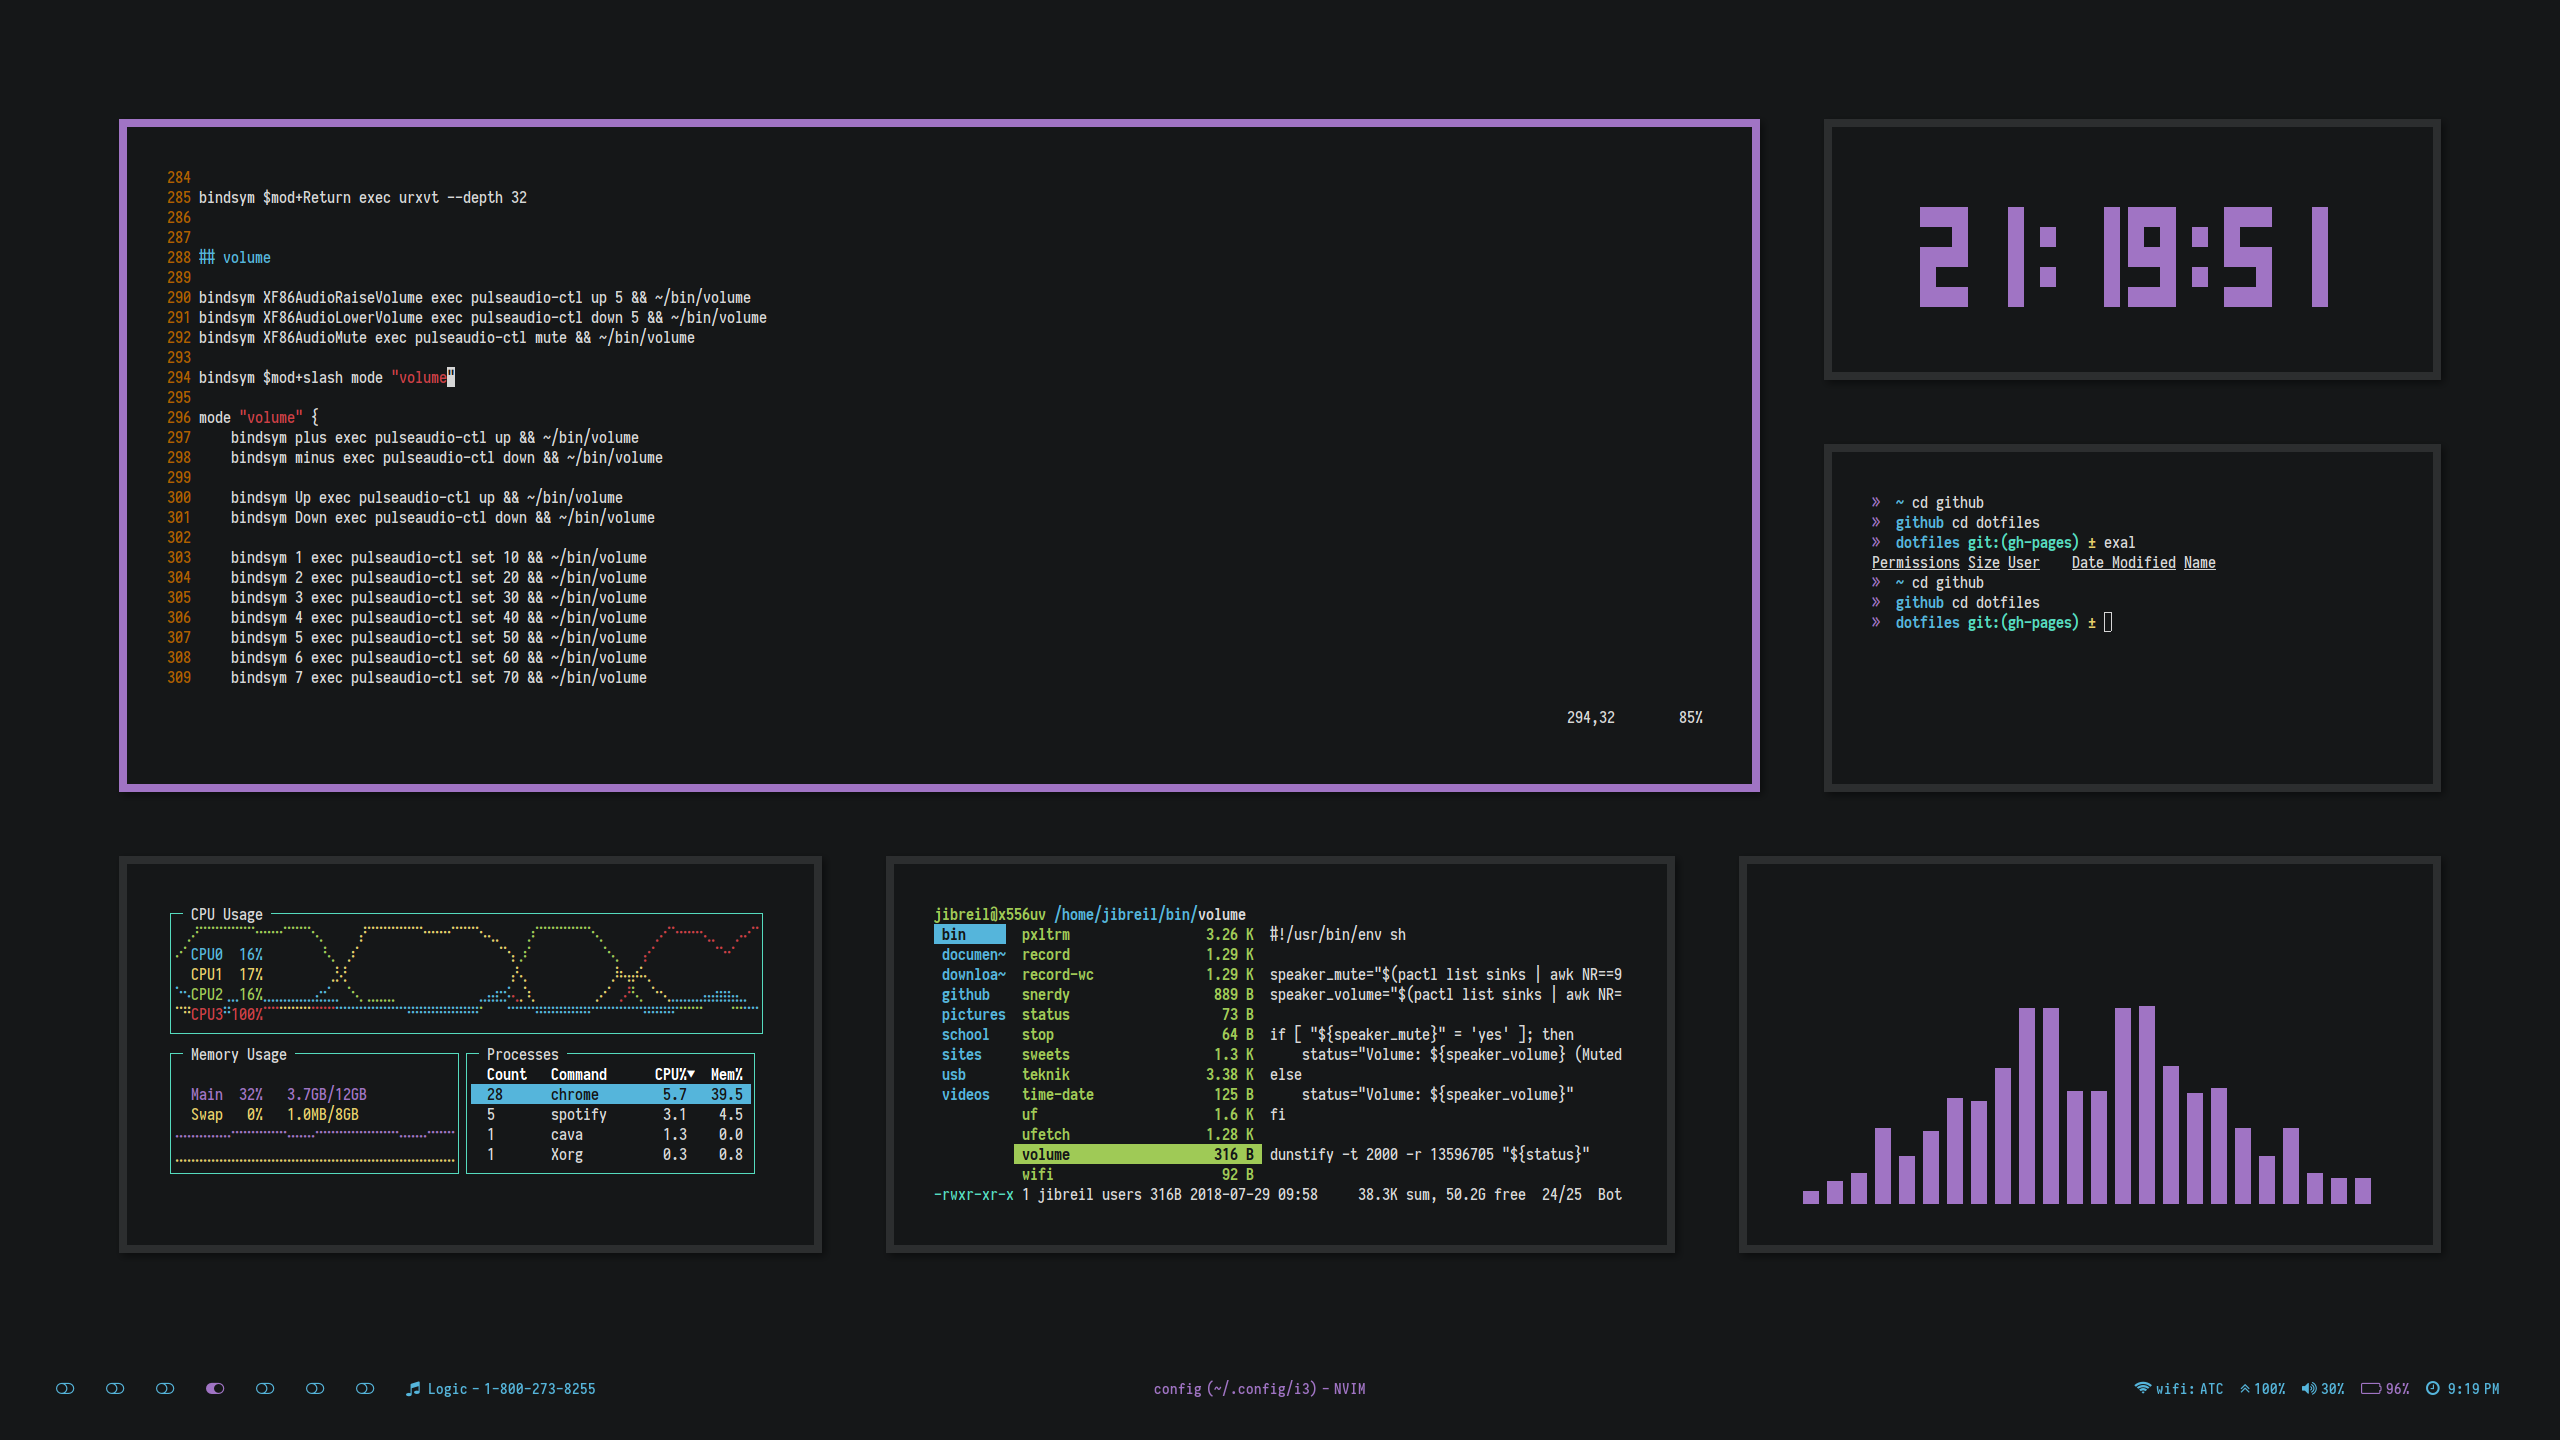 284
285 bindsym $mod+Return exec urxvt --depth 32
286
287
288 ## volume
289
290 bindsym XF86AudioRaiseVolume exec pulseaudio-ctl up 5 && ~/bin/volume
291 bindsym XF86AudioLowerVolume exec pulseaudio-ctl down 5 && ~/bin/volume
292 bindsym XF86AudioMute exec pulseaudio-ctl mute && ~/bin/volume
293
294 bindsym $mod+slash mode "volume"
295
296 mode "volume" {
297     bindsym plus exec pulseaudio-ctl up && ~/bin/volume
298     bindsym minus exec pulseaudio-ctl down && ~/bin/volume
299
300     bindsym Up exec pulseaudio-ctl up && ~/bin/volume
301     bindsym Down exec pulseaudio-ctl down && ~/bin/volume
302
303     bindsym 1 exec pulseaudio-ctl set 10 && ~/bin/volume
304     bindsym 2 exec pulseaudio-ctl set 20 && ~/bin/volume
305     bindsym 3 exec pulseaudio-ctl set 30 && ~/bin/volume
306     bindsym 4 exec pulseaudio-ctl set 40 && ~/bin/volume
307     bindsym 5 exec pulseaudio-ctl set 50 && ~/bin/volume
308     bindsym 6 exec pulseaudio-ctl set 60 && ~/bin/volume
309     bindsym 7 exec pulseaudio-ctl set 70 && ~/bin/volume
294,32 85%
21:19:51
» ~ cd github
» github cd dotfiles
» dotfiles git:(gh-pages) ± exal
Permissions Size User Date Modified Name
» ~ cd github
» github cd dotfiles
» dotfiles git:(gh-pages) ±
CPU Usage
CPU0 16%
CPU1 17%
CPU2 16%
CPU3 100%
Memory Usage
Main 32% 3.7GB/12GB
Swap 0% 1.0MB/8GB
Processes
Count Command CPU%▼ Mem%
28 chrome 5.7 39.5
5 spotify 3.1 4.5
1 cava 1.3 0.0
1 Xorg 0.3 0.8
jibreil@x556uv /home/jibreil/bin/volume
bin pxltrm 3.26 K #!/usr/bin/env sh
documen~ record 1.29 K
downloa~ record-wc 1.29 K speaker_mute="$(pactl list sinks | awk NR==9
github snerdy 889 B speaker_volume="$(pactl list sinks | awk NR=
pictures status 73 B
school stop 64 B if [ "${speaker_mute}" = 'yes' ]; then
sites sweets 1.3 K     status="Volume: ${speaker_volume} (Muted
usb teknik 3.38 K else
videos time-date 125 B     status="Volume: ${speaker_volume}"
uf 1.6 K fi
ufetch 1.28 K
volume 316 B dunstify -t 2000 -r 13596705 "${status}"
wifi 92 B
-rwxr-xr-x 1 jibreil users 316B 2018-07-29 09:58 38.3K sum, 50.2G free 24/25 Bot
Logic - 1-800-273-8255
config (~/.config/i3) - NVIM
wifi: ATC 100% 30% 96% 9:19 PM